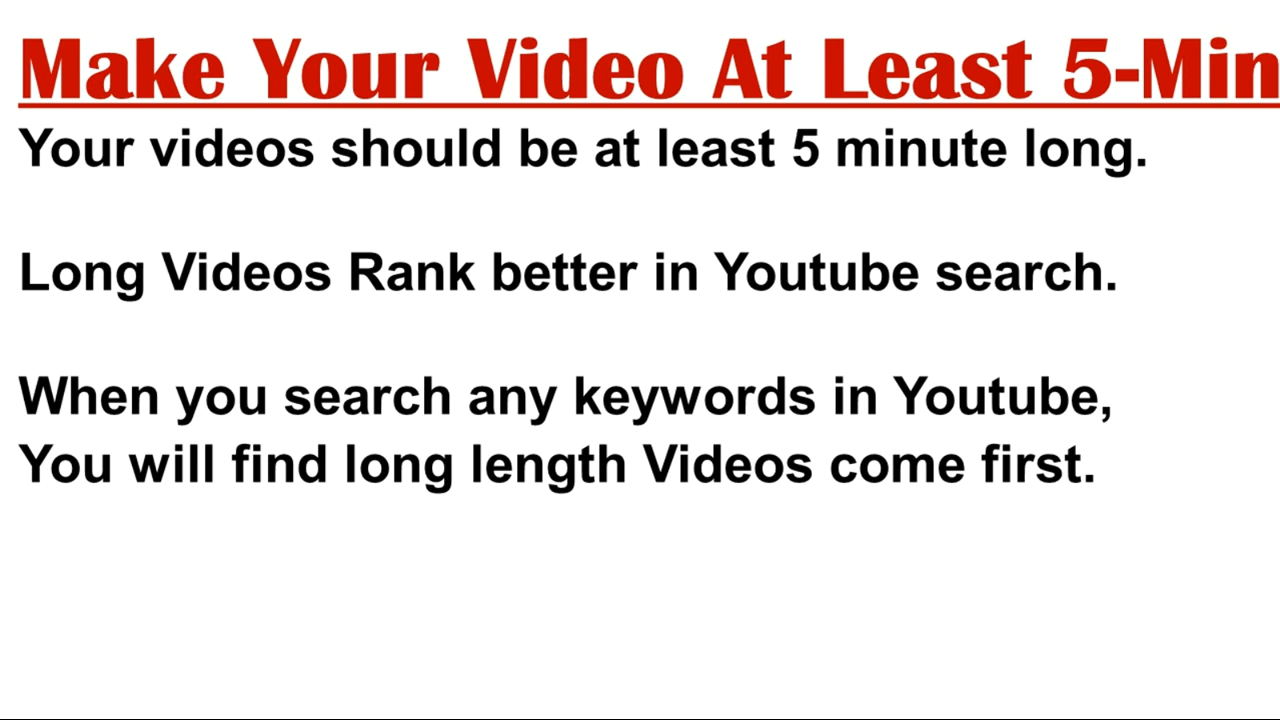 Make Your Video At Least 5-Min
Your videos should be at least 5 minute long.
Long Videos Rank better in Youtube search.
When you search any keywords in Youtube,
You will find long length Videos come first.